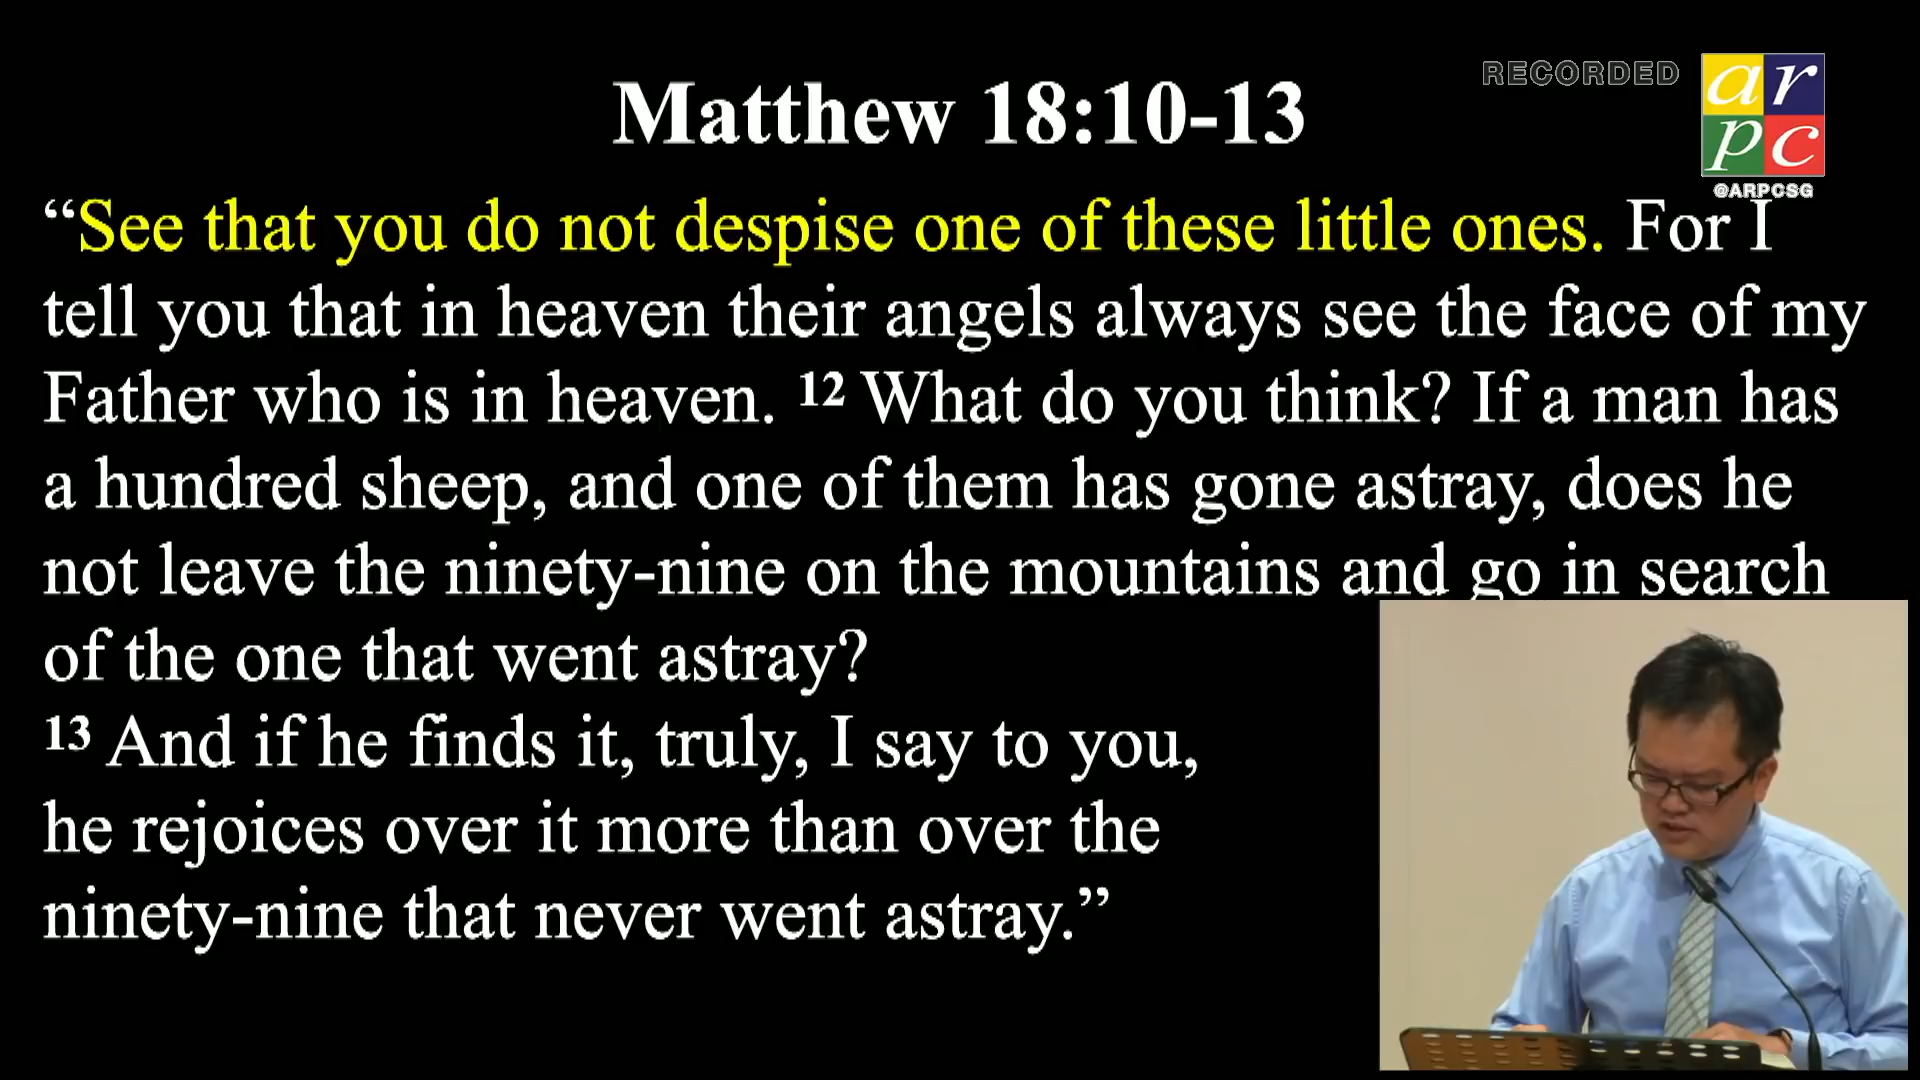 RECORDED
ar
pc
@ARPCSG
Matthew 18:10-13
“See that you do not despise one of these little ones. For I
tell you that in heaven their angels always see the face of my
Father who is in heaven. 12 What do you think? If a man has
a hundred sheep, and one of them has gone astray, does he
not leave the ninety-nine on the mountains and go in search
of the one that went astray?
13 And if he finds it, truly, I say to you,
he rejoices over it more than over the
ninety-nine that never went astray.”